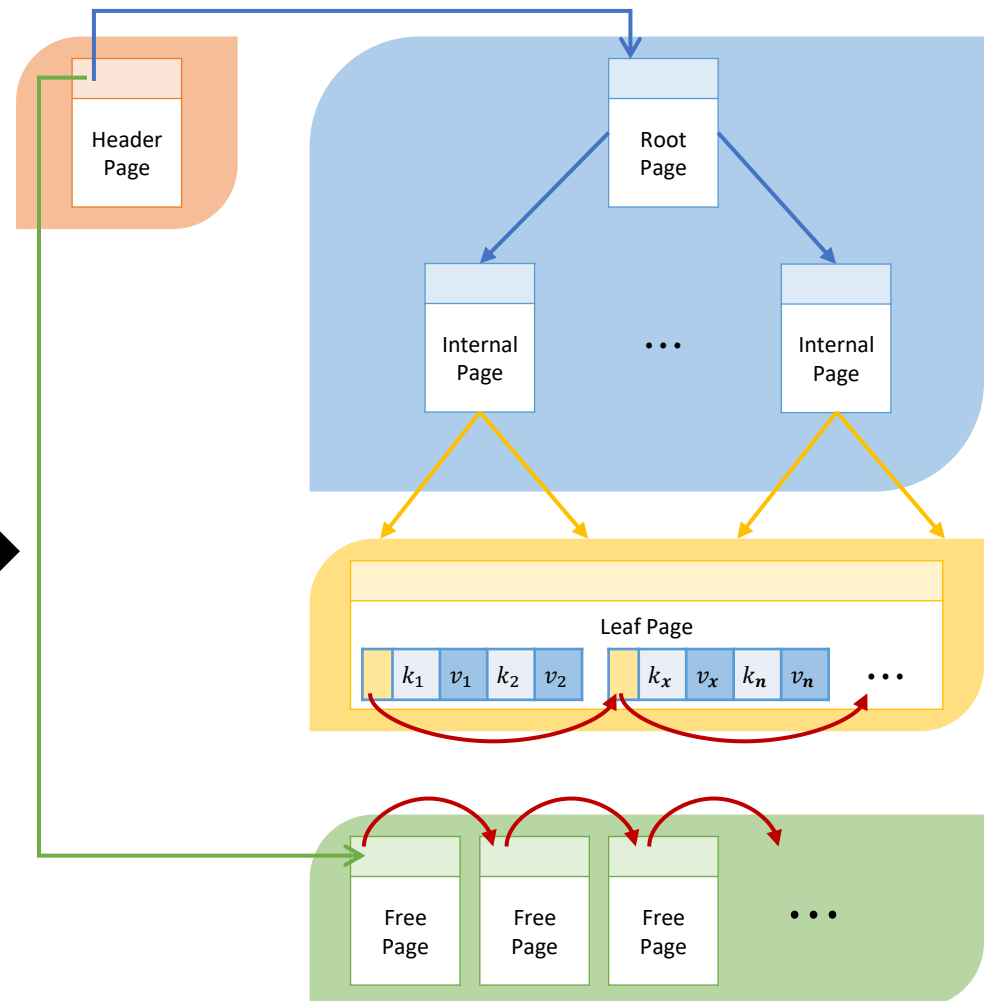 Header
Page
Root
Page
Internal
Page
...
Internal
Page
Leaf Page
k₁ v₁ k₂ v₂ kₓ vₓ kₙ vₙ ...
Free
Page
Free
Page
Free
Page
...